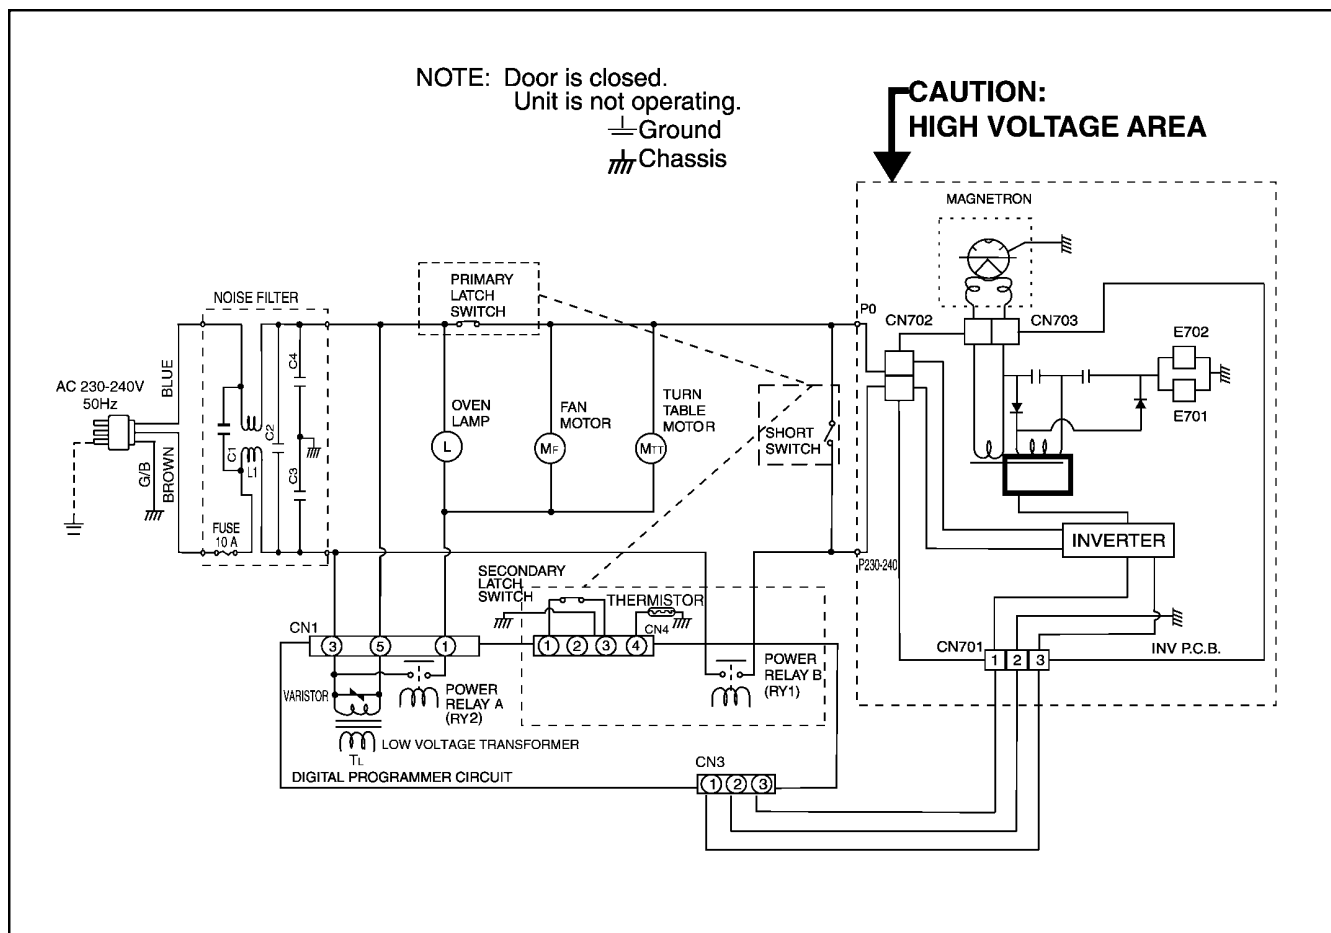 NOTE: Door is closed.
Unit is not operating.
Ground
Chassis
CAUTION:
HIGH VOLTAGE AREA
MAGNETRON
PRIMARY
LATCH
SWITCH
NOISE FILTER
P0
CN702
CN703
E702
E701
AC 230-240V
50Hz
BLUE
G/B
BROWN
C1
L1
C2
C4
C3
FUSE
10 A
OVEN
LAMP
L
FAN
MOTOR
MF
TURN
TABLE
MOTOR
MTT
SHORT
SWITCH
INVERTER
P230-240
SECONDARY
LATCH
SWITCH
THERMISTOR
CN1
3 5 1
1 2 3 4
CN4
CN701
1 2 3
INV P.C.B.
POWER
RELAY B
(RY1)
VARISTOR
POWER
RELAY A
(RY2)
LOW VOLTAGE TRANSFORMER
TL
DIGITAL PROGRAMMER CIRCUIT
CN3
1 2 3